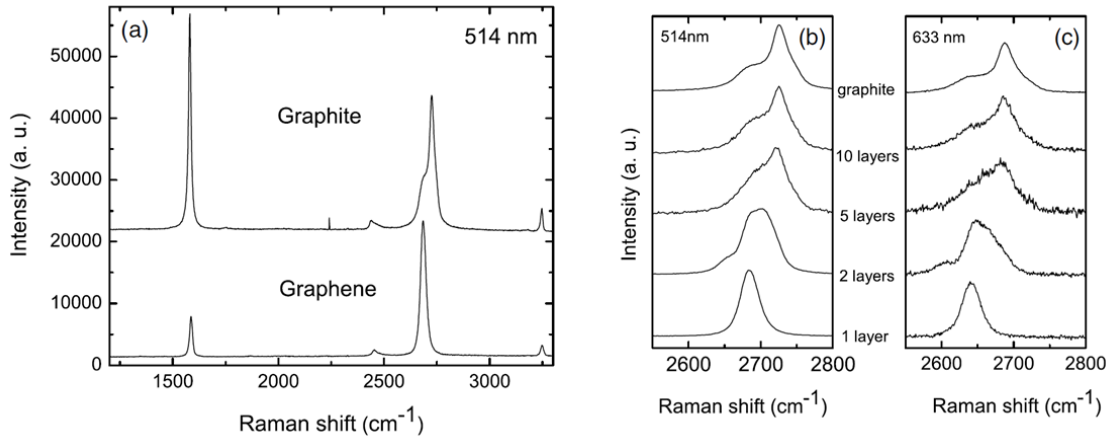 (a)
514 nm
Graphite
Graphene
50000
40000
30000
20000
10000
0
Intensity (a. u.)
1500 2000 2500 3000
Raman shift (cm-1)
514nm (b)
633 nm (c)
graphite
10 layers
5 layers
2 layers
1 layer
Intensity (a. u.)
2600 2700 2800
2600 2700 2800
Raman shift (cm-1)
Raman shift (cm-1)